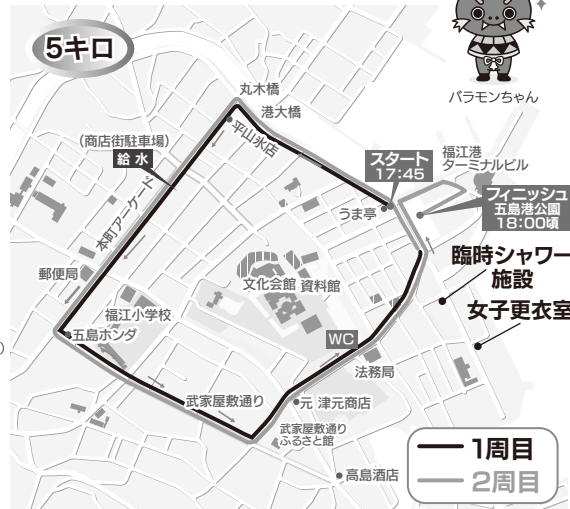 5キロ
バラモンちゃん
丸木橋
港大橋
平山氷店
(商店街駐車場)
給 水
本町アーケード
スタート
17:45
福江港
ターミナルビル
うま亭
フィニッシュ
五島港公園
18:00頃
臨時シャワー
施設
女子更衣室
文化会館
資料館
郵便局
福江小学校
五島ホンダ
)
WC
法務局
武家屋敷通り
元 津元商店
武家屋敷通り
ふるさと館
高島酒店
1周目
2周目